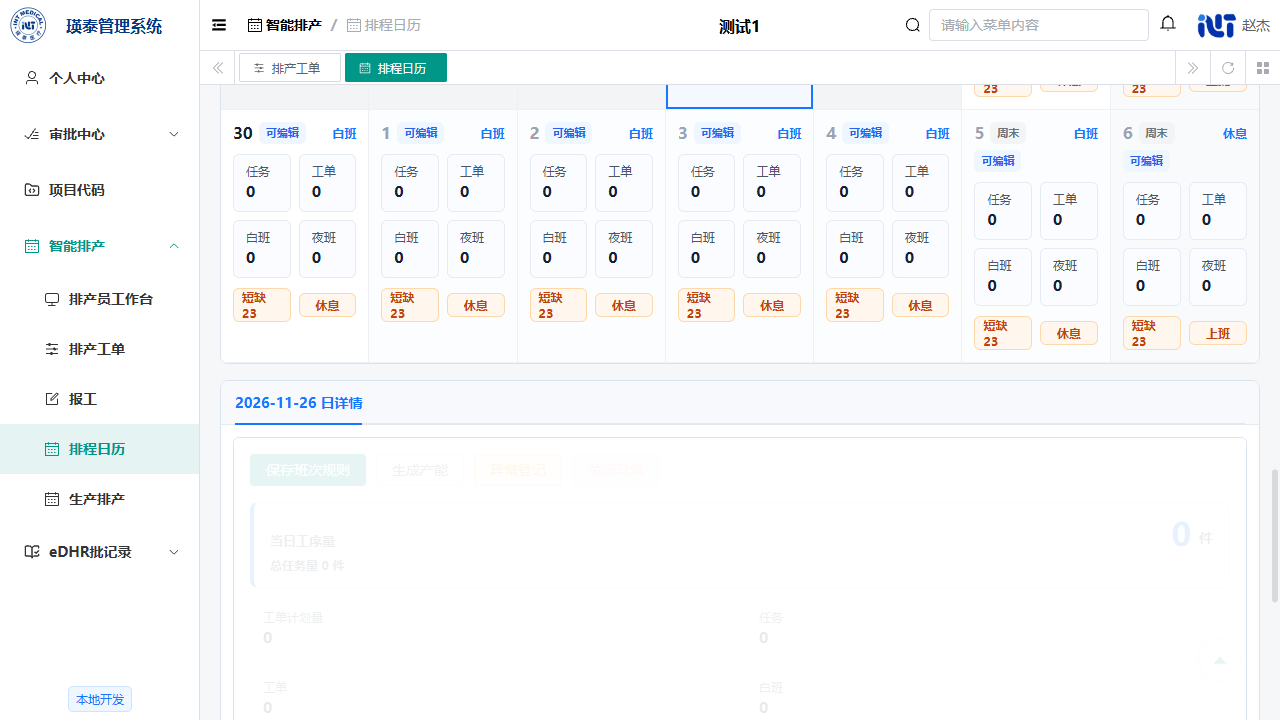 瑛泰管理系统
智能排产 / 排程日历
测试1
请输入菜单内容
赵杰
排产工单
排程日历
个人中心
审批中心
项目代码
智能排产
排产员工作台
排产工单
报工
排程日历
生产排产
eDHR批记录
本地开发
23
23
30 可编辑 白班
任务 工单
0 0
白班 夜班
0 0
短缺 23 休息
1 可编辑 白班
任务 工单
0 0
白班 夜班
0 0
短缺 23 休息
2 可编辑 白班
任务 工单
0 0
白班 夜班
0 0
短缺 23 休息
3 可编辑 白班
任务 工单
0 0
白班 夜班
0 0
短缺 23 休息
4 可编辑 白班
任务 工单
0 0
白班 夜班
0 0
短缺 23 休息
5 周末 白班
可编辑
任务 工单
0 0
白班 夜班
0 0
短缺 23 休息
6 周末 休息
可编辑
任务 工单
0 0
白班 夜班
0 0
短缺 23 上班
2026-11-26 日详情
保存班次规则 生成产能
当日工序量
0 件
总任务量 0 件
工单计划量
0
任务
0
工单
0
白班
0